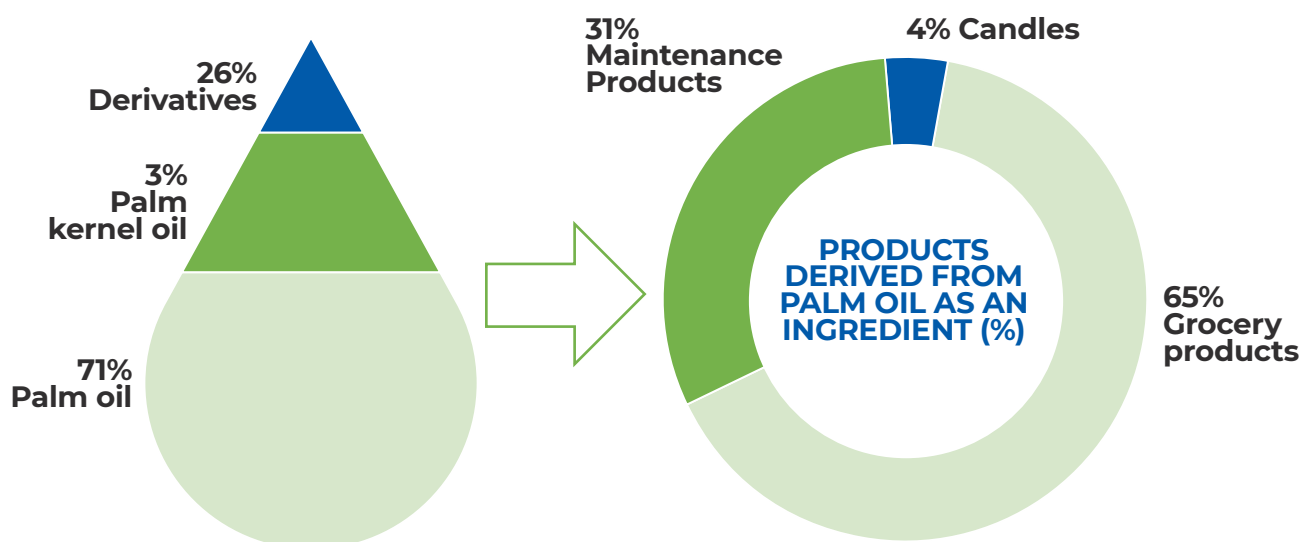 26%
Derivatives
3%
Palm
kernel oil
71%
Palm oil
31%
Maintenance
Products
4% Candles
PRODUCTS
DERIVED FROM
PALM OIL AS AN
INGREDIENT (%)
65%
Grocery
products